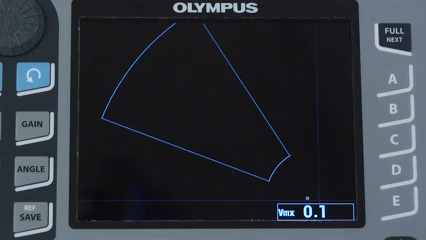 OLYMPUS
FULL
NEXT
A
GAIN
B
C
ANGLE
D
REF
SAVE
E
Vmx 0.1